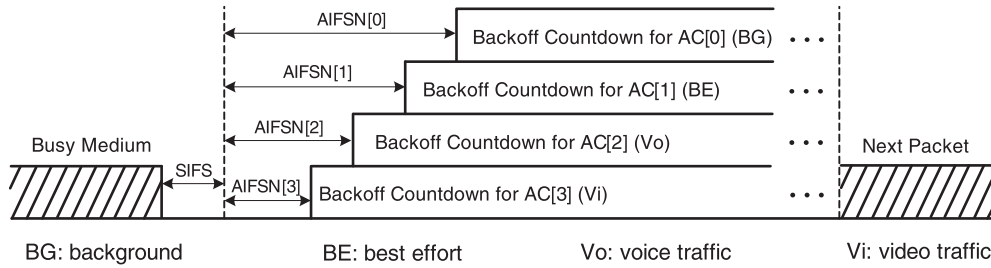 AIFSN[0]
Backoff Countdown for AC[0] (BG) • • •
AIFSN[1]
Backoff Countdown for AC[1] (BE) • • •
AIFSN[2]
Backoff Countdown for AC[2] (Vo) • • •
Busy Medium
Next Packet
SIFS
AIFSN[3]
Backoff Countdown for AC[3] (Vi) • • •
BG: background BE: best effort Vo: voice traffic Vi: video traffic